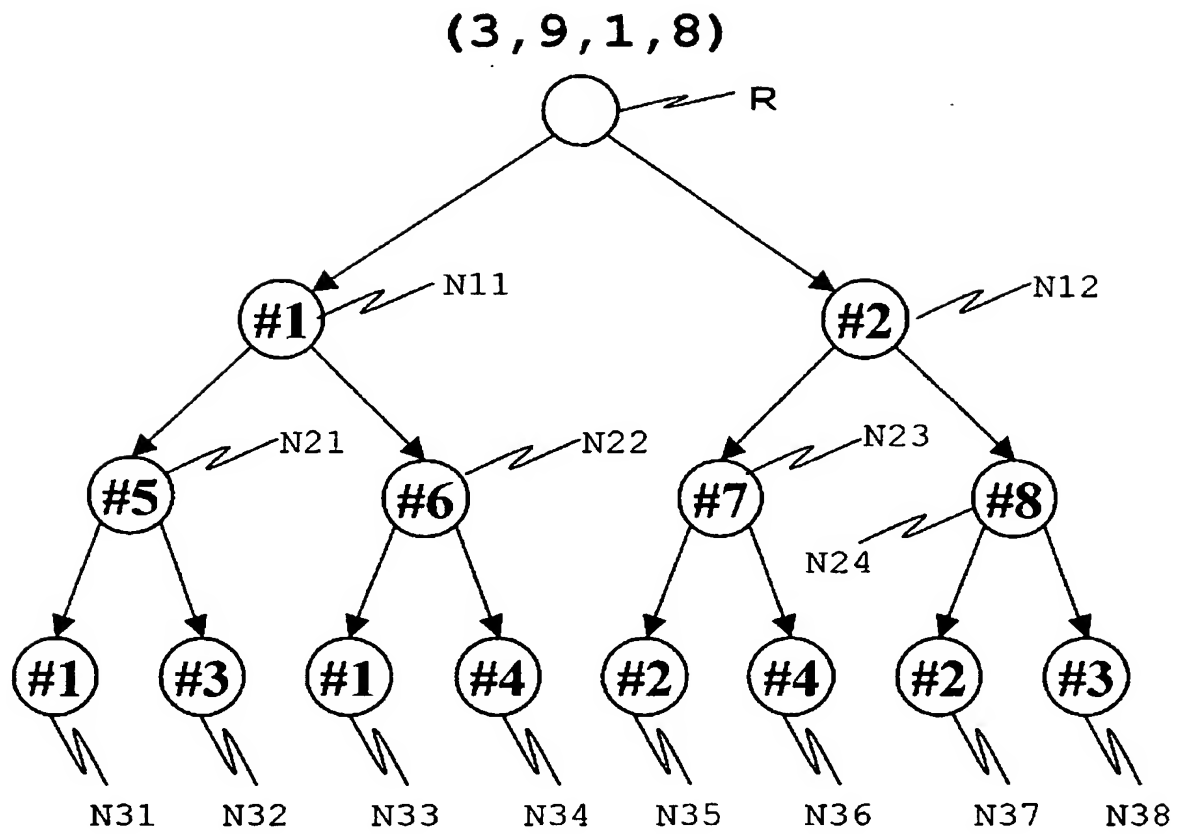 (3,9,1,8)
R
#1 N11 #2 N12
N21 N22 N23
#5 #6 #7 #8
N24
#1 #3 #1 #4 #2 #4 #2 #3
N31 N32 N33 N34 N35 N36 N37 N38